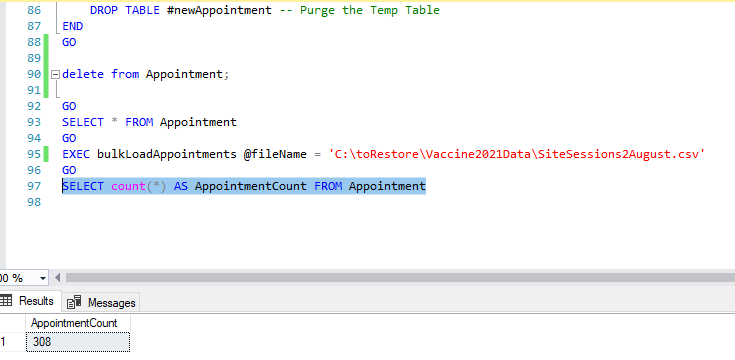 86 DROP TABLE #newAppointment -- Purge the Temp Table
87 END
88 GO
89
90 delete from Appointment;
91
92 GO
93 SELECT * FROM Appointment
94 GO
95 EXEC bulkLoadAppointments @fileName = 'C:\toRestore\Vaccine2021Data\SiteSessions2August.csv'
96 GO
97 SELECT count(*) AS AppointmentCount FROM Appointment
98
00 %
Results Messages
AppointmentCount
1 308